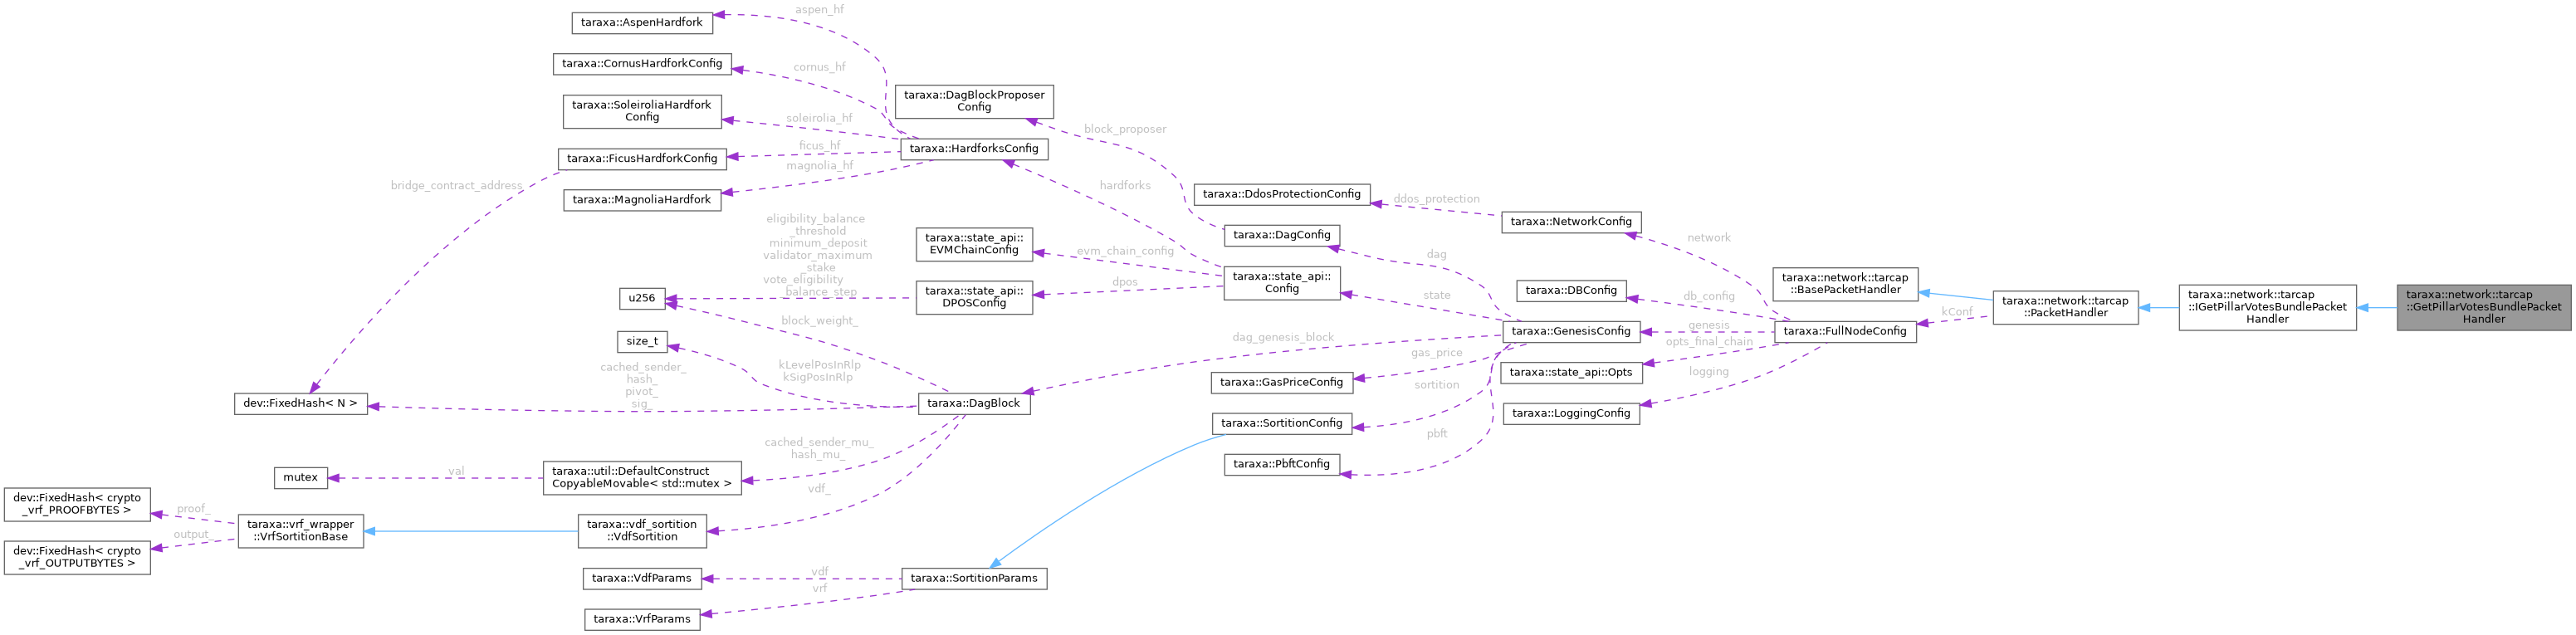 aspen_hf
taraxa::AspenHardfork
cornus_hf
taraxa::CornusHardforkConfig
taraxa::DagBlockProposer
Config
taraxa::SoleiroliaHardfork
Config
soleirolia_hf
block_proposer
taraxa::HardforksConfig
ficus_hf
taraxa::FicusHardforkConfig
magnolia_hf
bridge_contract_address
hardforks
taraxa::MagnoliaHardfork
taraxa::DdosProtectionConfig
ddos_protection
eligibility_balance
_threshold
minimum_deposit
validator_maximum
_stake
vote_eligibility
_balance_step
taraxa::NetworkConfig
taraxa::state_api::
EVMChainConfig
evm_chain_config
taraxa::DagConfig
network
dag
taraxa::state_api::
Config
taraxa::network::tarcap
::BasePacketHandler
taraxa::state_api::
DPOSConfig
dpos
u256
state
taraxa::DBConfig
db_config
taraxa::network::tarcap
::PacketHandler
kConf
taraxa::network::tarcap
::IGetPillarVotesBundlePacket
Handler
taraxa::network::tarcap
::GetPillarVotesBundlePacket
Handler
block_weight_
size_t
dag_genesis_block
taraxa::GenesisConfig
genesis
taraxa::FullNodeConfig
opts_final_chain
gas_price
kLevelPosInRlp
kSigPosInRlp
cached_sender_
hash_
pivot_
sig_
taraxa::GasPriceConfig
sortition
taraxa::state_api::Opts
logging
dev::FixedHash< N >
taraxa::DagBlock
taraxa::SortitionConfig
taraxa::LoggingConfig
pbft
cached_sender_mu_
hash_mu_
taraxa::PbftConfig
mutex
val
taraxa::util::DefaultConstruct
CopyableMovable< std::mutex >
vdf_
dev::FixedHash< crypto
_vrf_PROOFBYTES >
proof_
taraxa::vrf_wrapper
::VrfSortitionBase
taraxa::vdf_sortition
::VdfSortition
output_
dev::FixedHash< crypto
_vrf_OUTPUTBYTES >
taraxa::VdfParams
vdf
taraxa::SortitionParams
vrf
taraxa::VrfParams